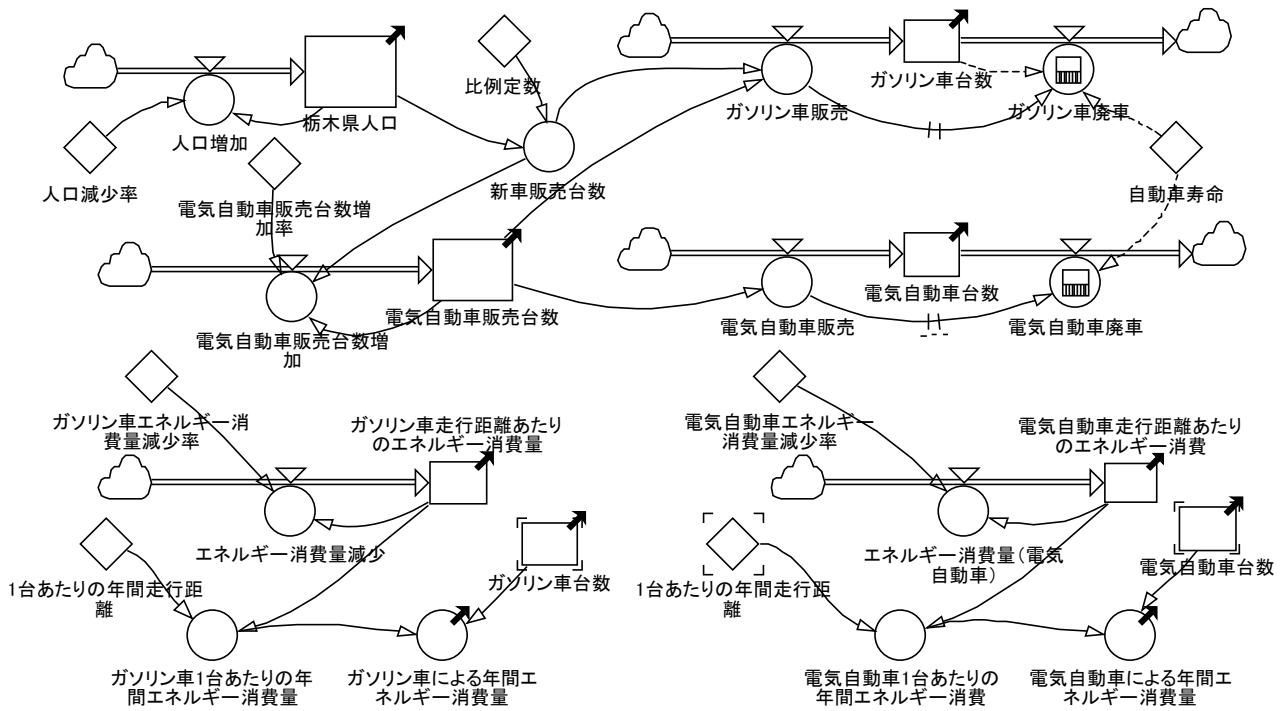 比例定数
ガソリン車台数
ガソリン車販売
ガソリン車廃車
栃木県人口
人口増加
人口減少率
新車販売台数
自動車寿命
電気自動車販売台数増
加率
電気自動車台数
電気自動車販売台数
電気自動車販売
電気自動車廃車
電気自動車販売台数増
加
ガソリン車エネルギー消
費量減少率
ガソリン車走行距離あたり
のエネルギー消費量
電気自動車エネルギー
消費量減少率
電気自動車走行距離あたり
のエネルギー消費
エネルギー消費量減少
エネルギー消費量(電気
自動車)
1台あたりの年間走行距
離
ガソリン車台数
1台あたりの年間走行距
離
電気自動車台数
ガソリン車1台あたりの年
間エネルギー消費量
ガソリン車による年間エ
ネルギー消費量
電気自動車1台あたりの
年間エネルギー消費
電気自動車による年間エ
ネルギー消費量